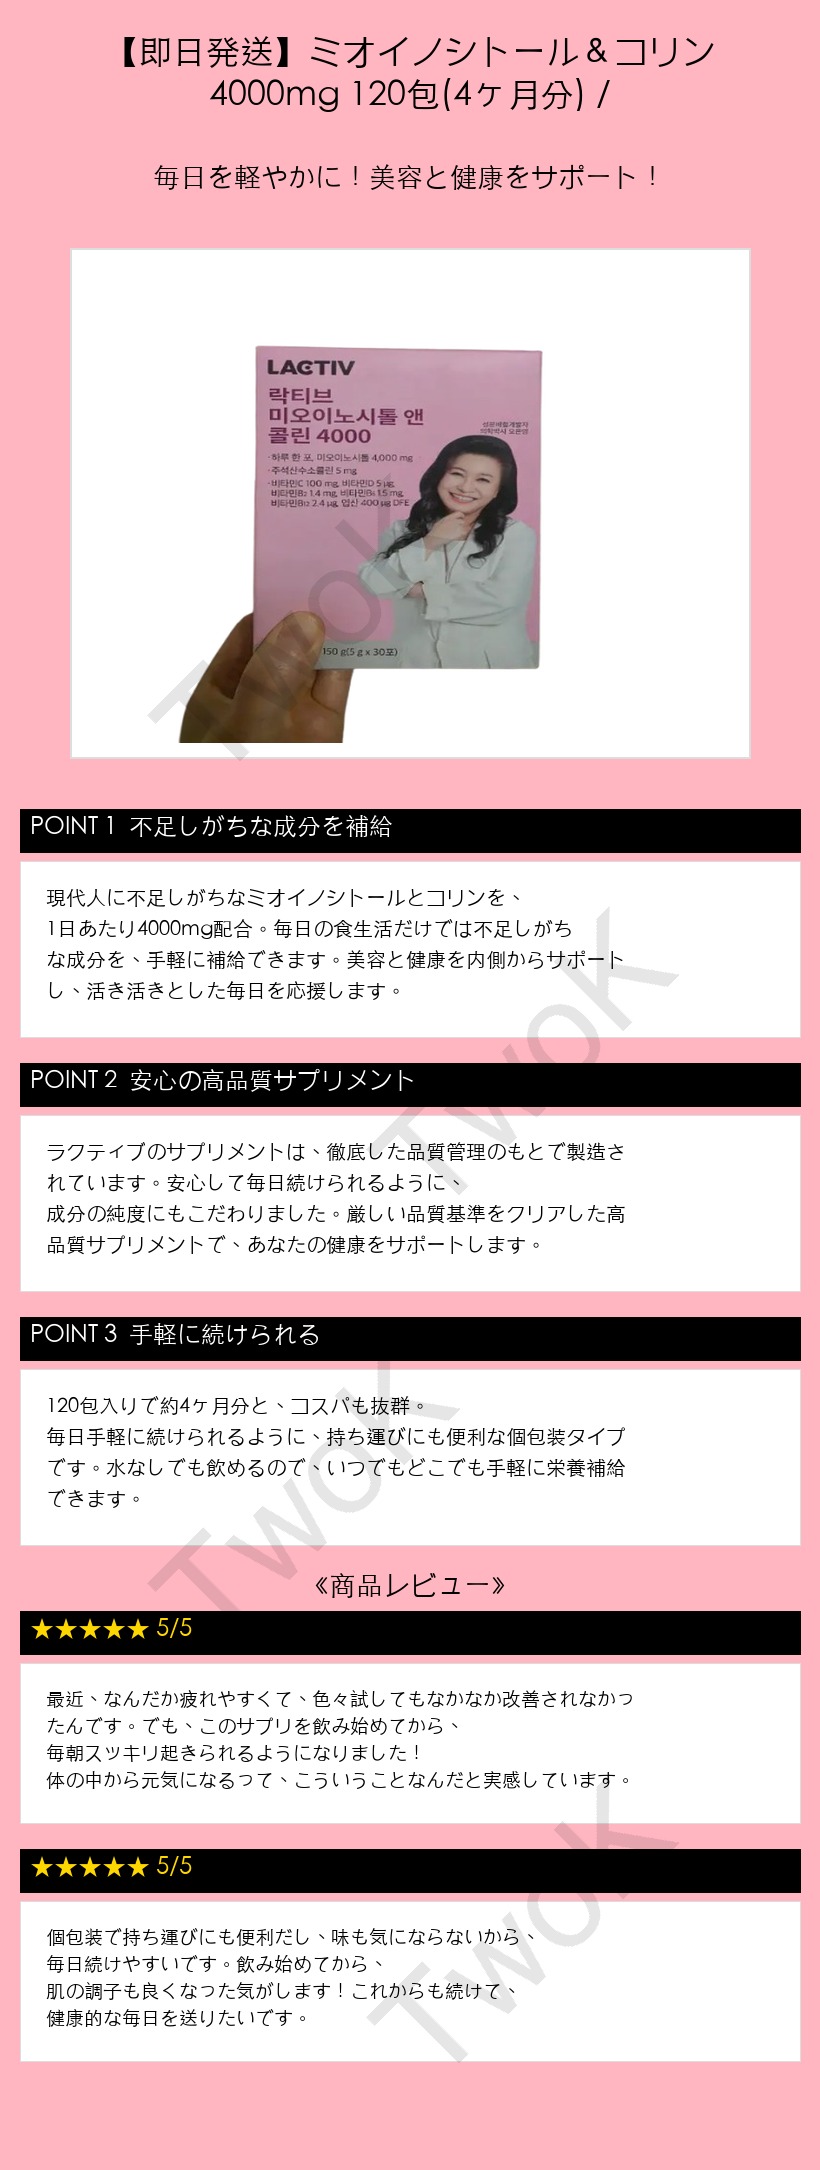 【即日発送】ミオイノシトール＆コリン
4000mg 120包(4ケ月分) /
毎日を軽やかに！美容と健康をサポート！
LACTIV
락티브
미오이노시톨 앤
콜린 4000
의학박사 오은영
·하루 한 포, 미오이노시톨 4,000 mg
·주석산수소콜린 5 mg
·비타민C 100 mg, 비타민D 5 μg,
비타민B2 1.4 mg, 비타민B6 1.5 mg,
비타민B12 2.4 μg, 엽산 400 μg DFE
150 g(5 g x 30포)
TwoK
POINT 1 不足しがちな成分を補給
現代人に不足しがちなミオイノシトールとコリンを、
1日あたり4000mg配合。毎日の食生活だけでは不足しがち
な成分を、手軽に補給できます。美容と健康を内側からサポート
し、活き活きとした毎日を応援します。
TwoK
POINT 2 安心の高品質サプリメント
ラクティブのサプリメントは、徹底した品質管理のもとで製造さ
れています。安心して毎日続けられるように、
成分の純度にもこだわりました。厳しい品質基準をクリアした高
品質サプリメントで、あなたの健康をサポートします。
POINT 3 手軽に続けられる
120包入りで約4ケ月分と、コスパも抜群。
毎日手軽に続けられるように、持ち運びにも便利な個包装タイプ
です。水なしでも飲めるので、いつでもどこでも手軽に栄養補給
できます。
TwoK
《商品レビュー》
★★★★★ 5/5
最近、なんだか疲れやすくて、色々試してもなかなか改善されなかっ
たんです。でも、このサプリを飲み始めてから、
毎朝スッキリ起きられるようになりました！
体の中から元気になるって、こういうことなんだと実感しています。
★★★★★ 5/5
個包装で持ち運びにも便利だし、味も気にならないから、
毎日続けやすいです。飲み始めてから、
肌の調子も良くなった気がします！これからも続けて、
健康的な毎日を送りたいです。
TwoK